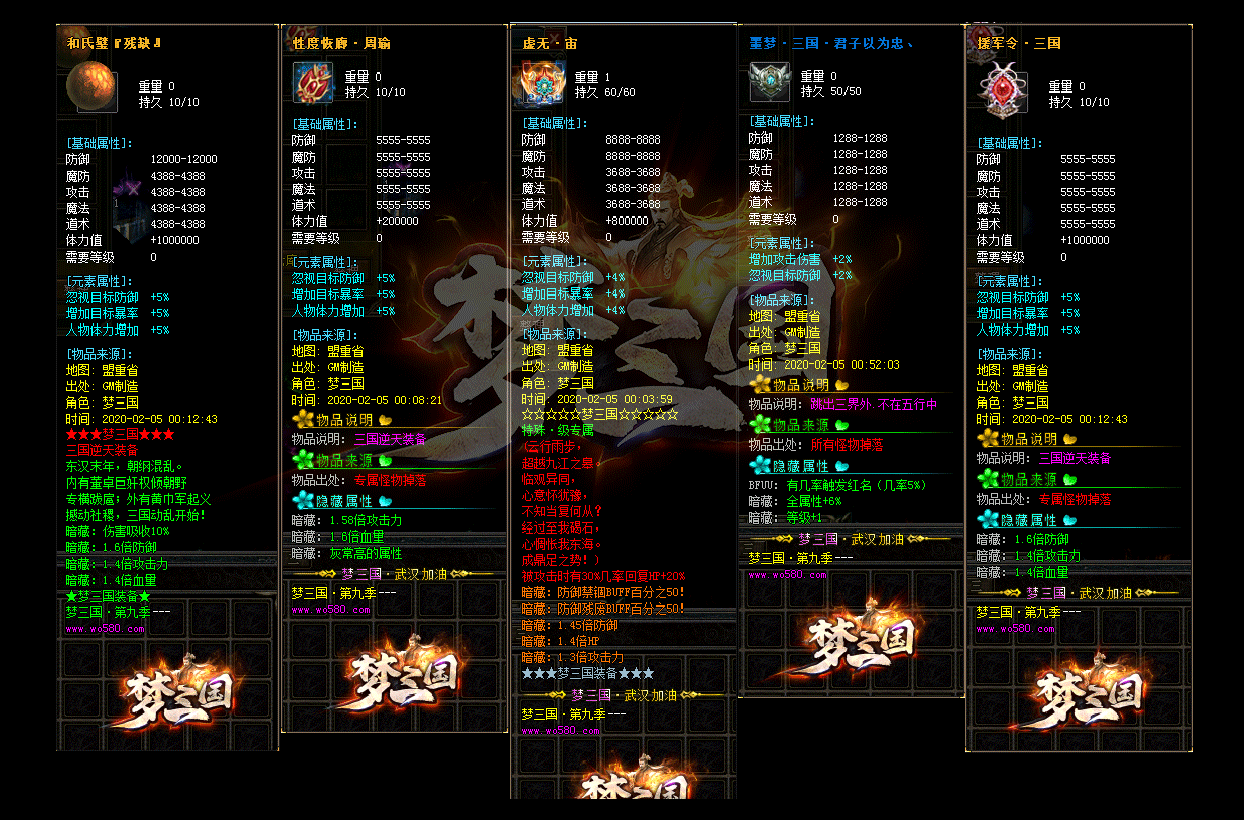 和氏璧『残缺』
重量 0
持久 10/10
[基础属性]:
防御 12000-12000
魔防 4388-4388
攻击 4388-4388
魔法 4388-4388
道术 4388-4388
体力值 +1000000
需要等级 0
[元素属性]:
忽视目标防御 +5%
增加目标暴率 +5%
人物体力增加 +5%
[物品来源]:
地图: 盟重省
出处: GM制造
角色: 梦三国
时间: 2020-02-05 00:12:43
★★★梦三国★★★
三国逆天装备
东汉末年，朝纲混乱。
内有董卓巨奸权倾朝野
专横跋扈；外有黄巾军起义
撼动社稷，三国动乱开始！
暗藏: 伤害吸收10%
暗藏: 1.6倍防御
暗藏: 1.4倍攻击力
暗藏: 1.4倍血量
★梦三国装备★
梦三国·第九季---
www.wo580.com
梦三国
性度恢廊·周瑜
重量 0
持久 10/10
[基础属性]:
防御 5555-5555
魔防 5555-5555
攻击 5555-5555
魔法 5555-5555
道术 5555-5555
体力值 +200000
需要等级 0
[元素属性]:
忽视目标防御 +5%
增加目标暴率 +5%
人物体力增加 +5%
[物品来源]:
地图: 盟重省
出处: GM制造
角色: 梦三国
时间: 2020-02-05 00:08:21
物品说明
物品说明: 三国逆天装备
物品来源
物品出处: 专属怪物掉落
隐藏属性
暗藏: 1.58倍攻击力
暗藏: 1.6倍血量
暗藏: 灰常高的属性
梦三国·武汉加油
梦三国·第九季---
www.wo580.com
梦三国
虚无·宙
重量 1
持久 60/60
[基础属性]:
防御 8888-8888
魔防 8888-8888
攻击 3688-3688
魔法 3688-3688
道术 3688-3688
体力值 +800000
需要等级 0
[元素属性]:
忽视目标防御 +4%
增加目标暴率 +4%
人物体力增加 +4%
[物品来源]:
地图: 盟重省
出处: GM制造
角色: 梦三国
时间: 2020-02-05 00:03:59
☆☆☆☆☆梦三国☆☆☆☆☆
特殊·级专属
(云行雨步，
超越九江之皋。
临观异同，
心意怀犹豫，
不知当复何从？
经过至我碣石，
心惆怅我东海。
成鼎足之势！)
被攻击时有30%几率回复HP+20%
暗藏: 防御禁锢BUFF百分之50！
暗藏: 防御残废BUFF百分之50！
暗藏: 1.45倍防御
暗藏: 1.4倍HP
暗藏: 1.3倍攻击力
★★★梦三国装备★★★
梦三国·武汉加油
梦三国·第九季---
www.wo580.com
梦三国
噩梦·三国·君子以为忠、
重量 0
持久 50/50
[基础属性]:
防御 1288-1288
魔防 1288-1288
攻击 1288-1288
魔法 1288-1288
道术 1288-1288
需要等级 0
[元素属性]:
增加攻击伤害 +2%
忽视目标防御 +2%
[物品来源]:
地图: 盟重省
出处: GM制造
角色: 梦三国
时间: 2020-02-05 00:52:03
物品说明
物品说明: 跳出三界外.不在五行中
物品来源
物品出处: 所有怪物掉落
隐藏属性
BFUU: 有几率触发红名（几率5%）
暗藏: 全属性+6%
暗藏: 等级+1
梦三国·武汉加油
梦三国·第九季---
www.wo580.com
梦三国
援军令·三国
重量 0
持久 10/10
[基础属性]:
防御 5555-5555
魔防 5555-5555
攻击 5555-5555
魔法 5555-5555
道术 5555-5555
体力值 +1000000
需要等级 0
[元素属性]:
忽视目标防御 +5%
增加目标暴率 +5%
人物体力增加 +5%
[物品来源]:
地图: 盟重省
出处: GM制造
角色: 梦三国
时间: 2020-02-05 00:12:43
物品说明
物品说明: 三国逆天装备
物品来源
物品出处: 专属怪物掉落
隐藏属性
暗藏: 1.6倍防御
暗藏: 1.4倍攻击力
暗藏: 1.4倍血量
梦三国·武汉加油
梦三国·第九季---
www.wo580.com
梦三国
梦三国